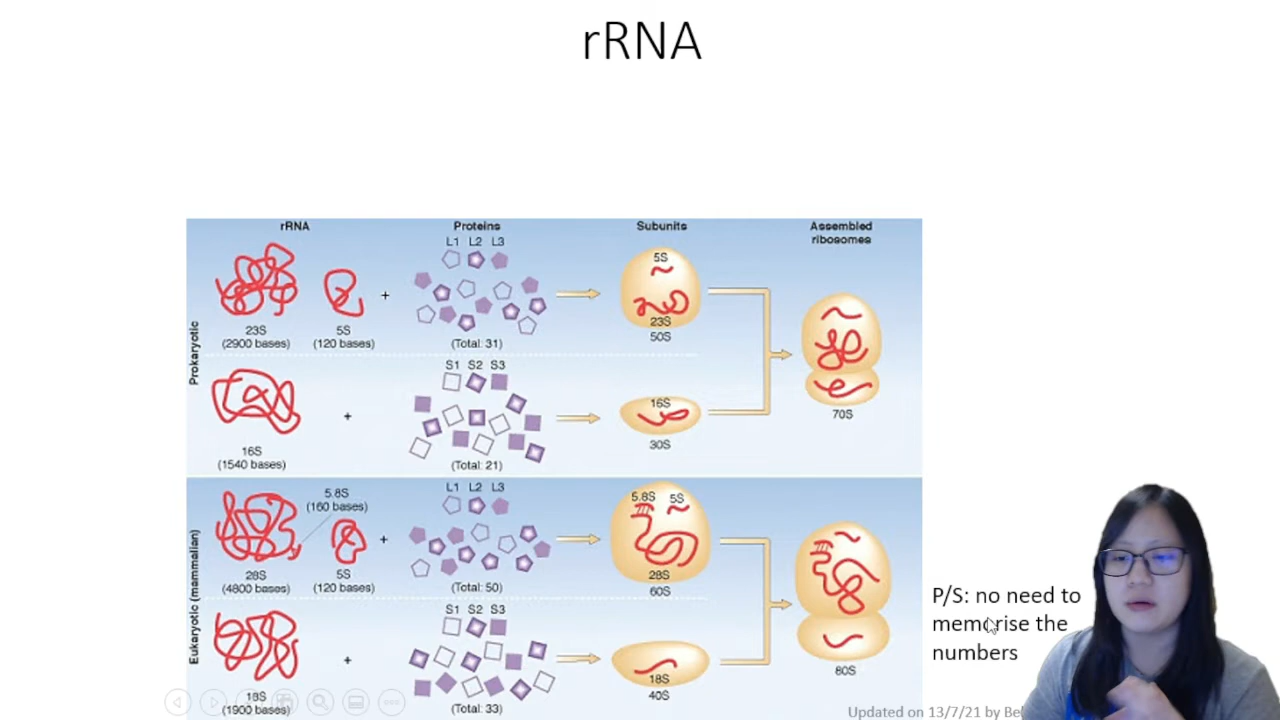 rRNA
rRNA Proteins Subunits Assembled
ribosomes
L1 L2 L3
5S
23S 5S
(2900 bases) (120 bases)
+
(Total: 31)
23S
50S
Prokaryotic
S1 S2 S3
16S
(1540 bases)
+
(Total: 21)
16S
30S
70S
5.8S
(160 bases)
L1 L2 L3
5.8S 5S
28S 5S
(4800 bases) (120 bases)
+
(Total: 50)
28S
60S
Eukaryotic (mammalian)
S1 S2 S3
18S
(1900 bases)
+
(Total: 33)
18S
40S
80S
P/S: no need to
memorise the
numbers
Updated on 13/7/21 by